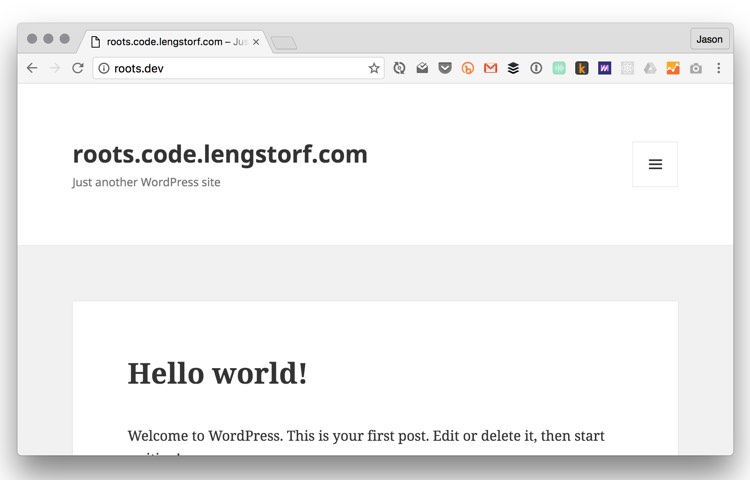 roots.code.lengstorf.com – Jus
Jason
roots.dev
roots.code.lengstorf.com
Just another WordPress site
Hello world!
Welcome to WordPress. This is your first post. Edit or delete it, then start